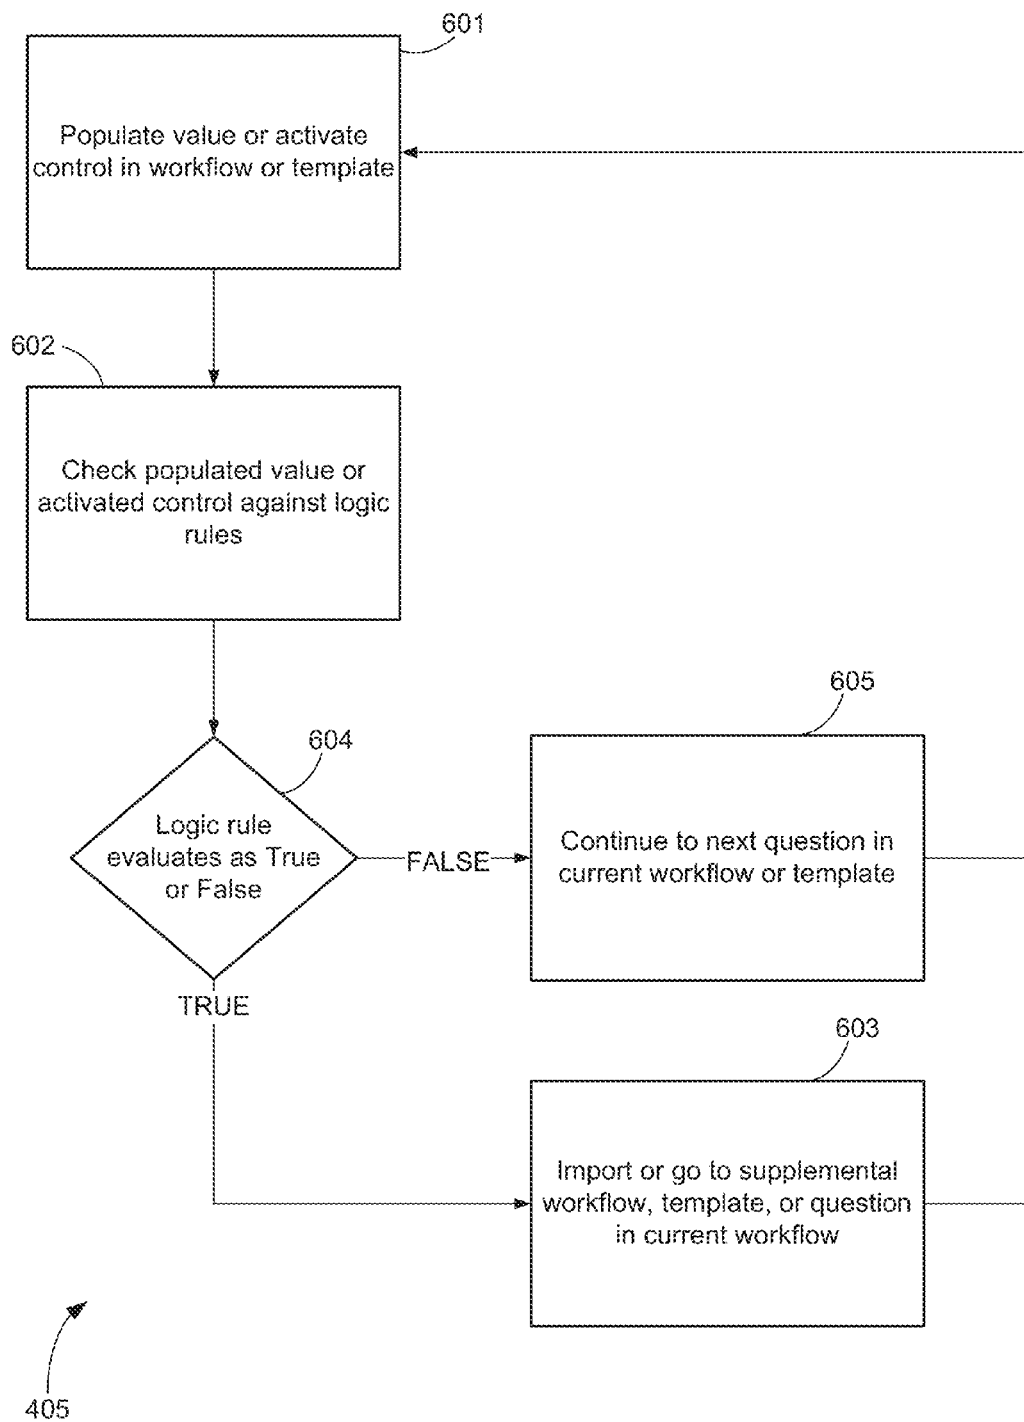 601
Populate value or activate
control in workflow or template
602
Check populated value or
activated control against logic
rules
604
Logic rule
evaluates as True
or False
FALSE
605
Continue to next question in
current workflow or template
TRUE
603
Import or go to supplemental
workflow, template, or question
in current workflow
405